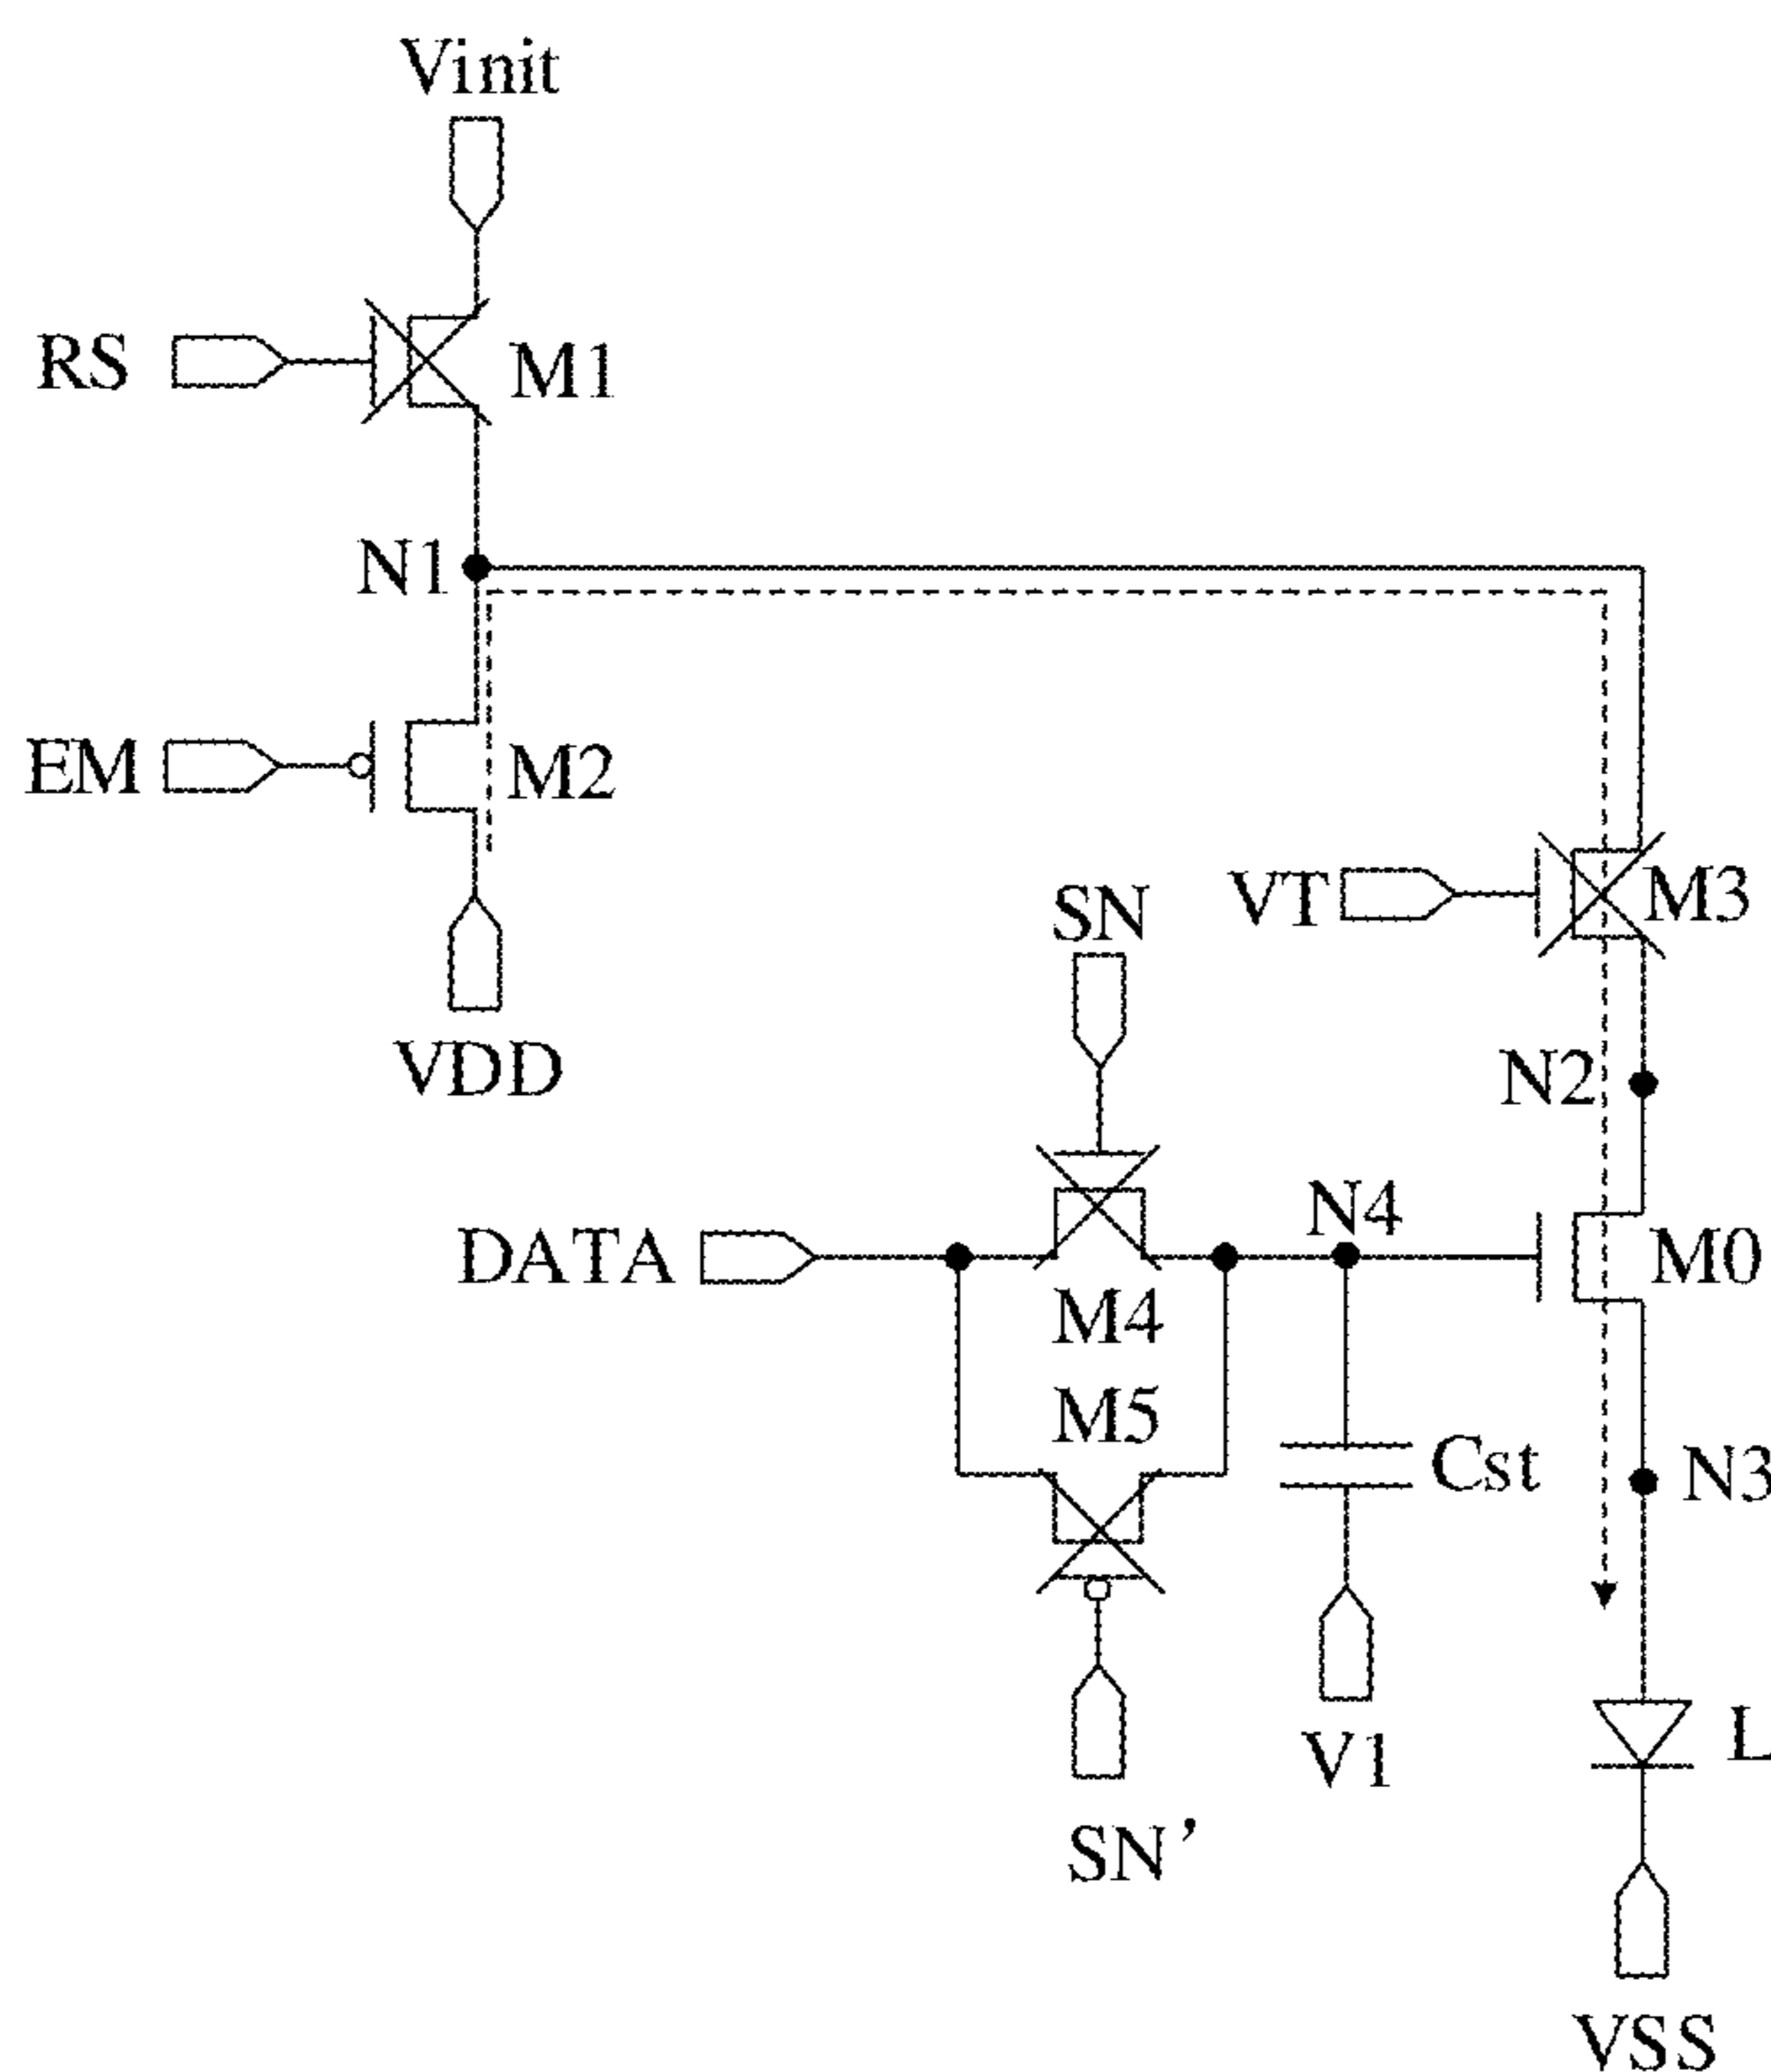 Vinit
RS
M1
N1
EM
M2
VDD
VT
M3
SN
N2
DATA
N4
M0
M4
M5
Cst
N3
V1
L
SN’
VSS